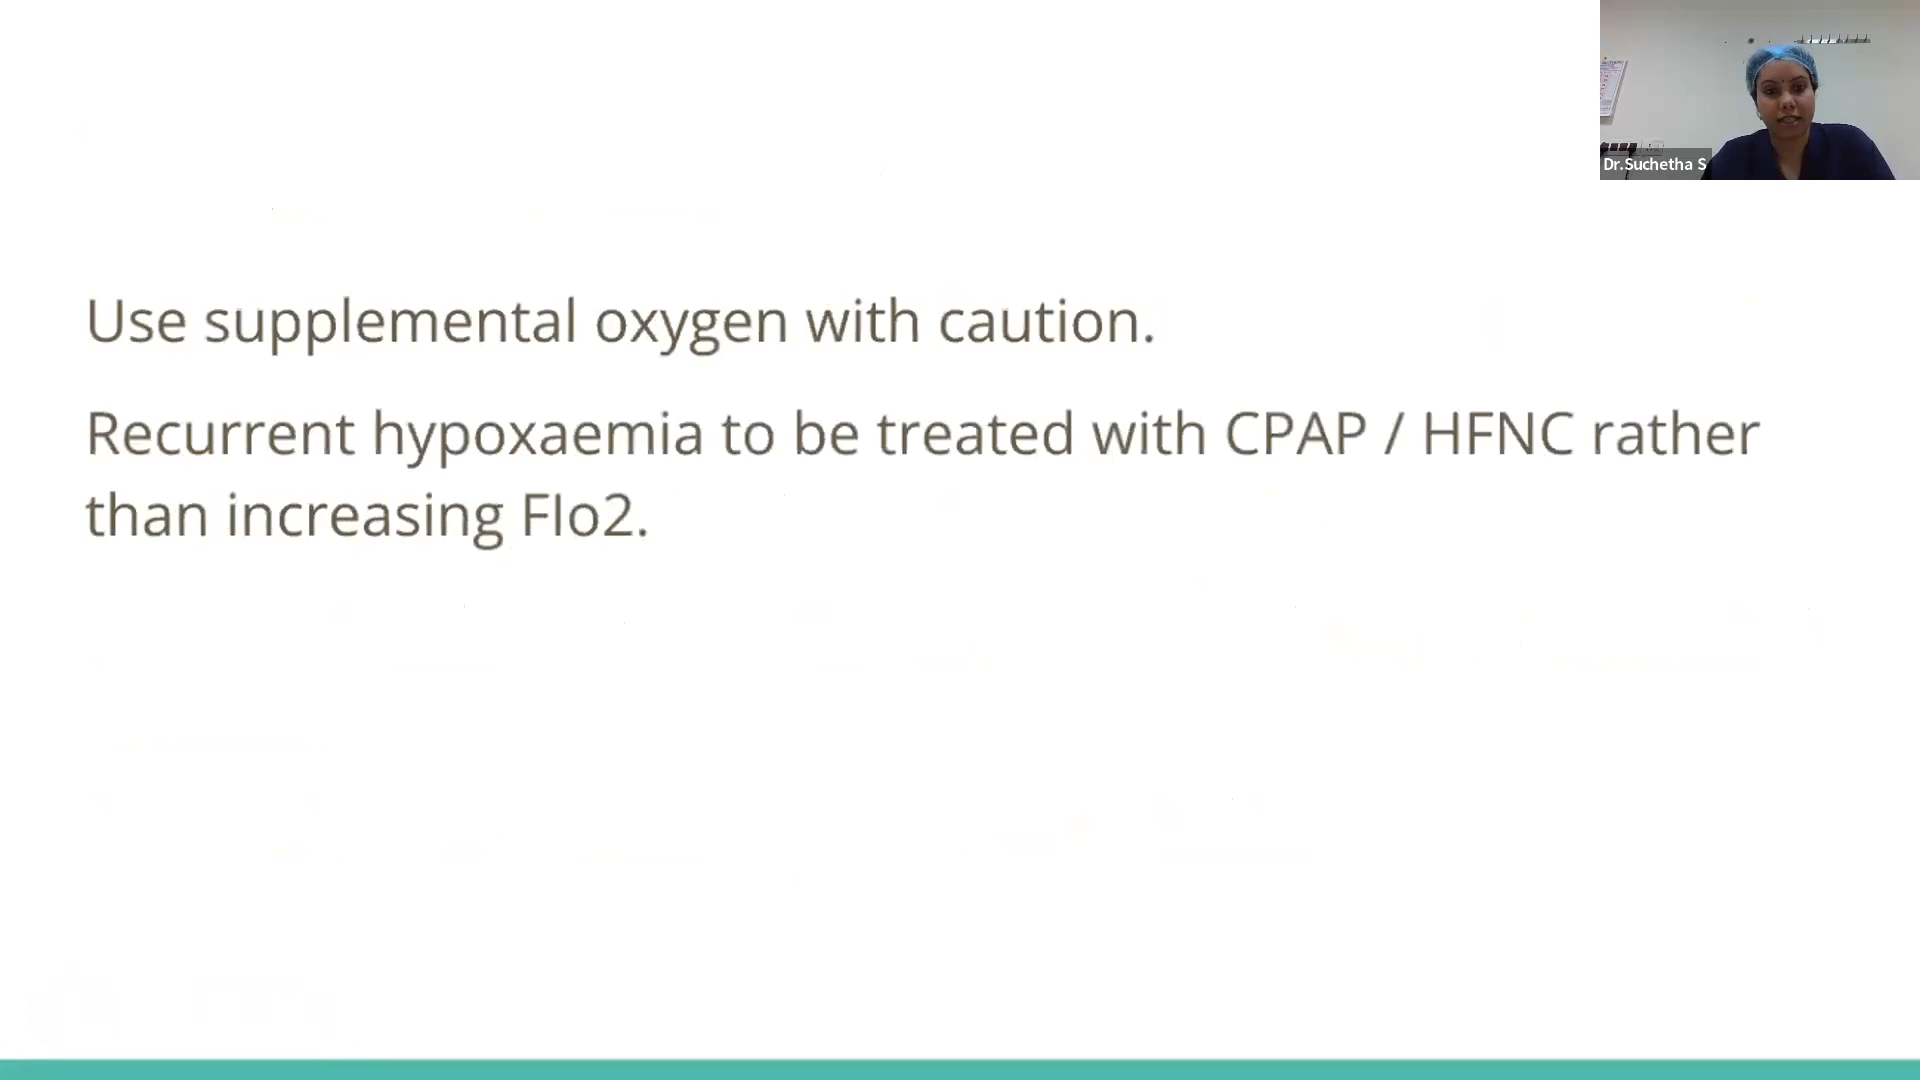 Dr.Suchetha S
Use supplemental oxygen with caution.
Recurrent hypoxaemia to be treated with CPAP / HFNC rather
than increasing FIo2.